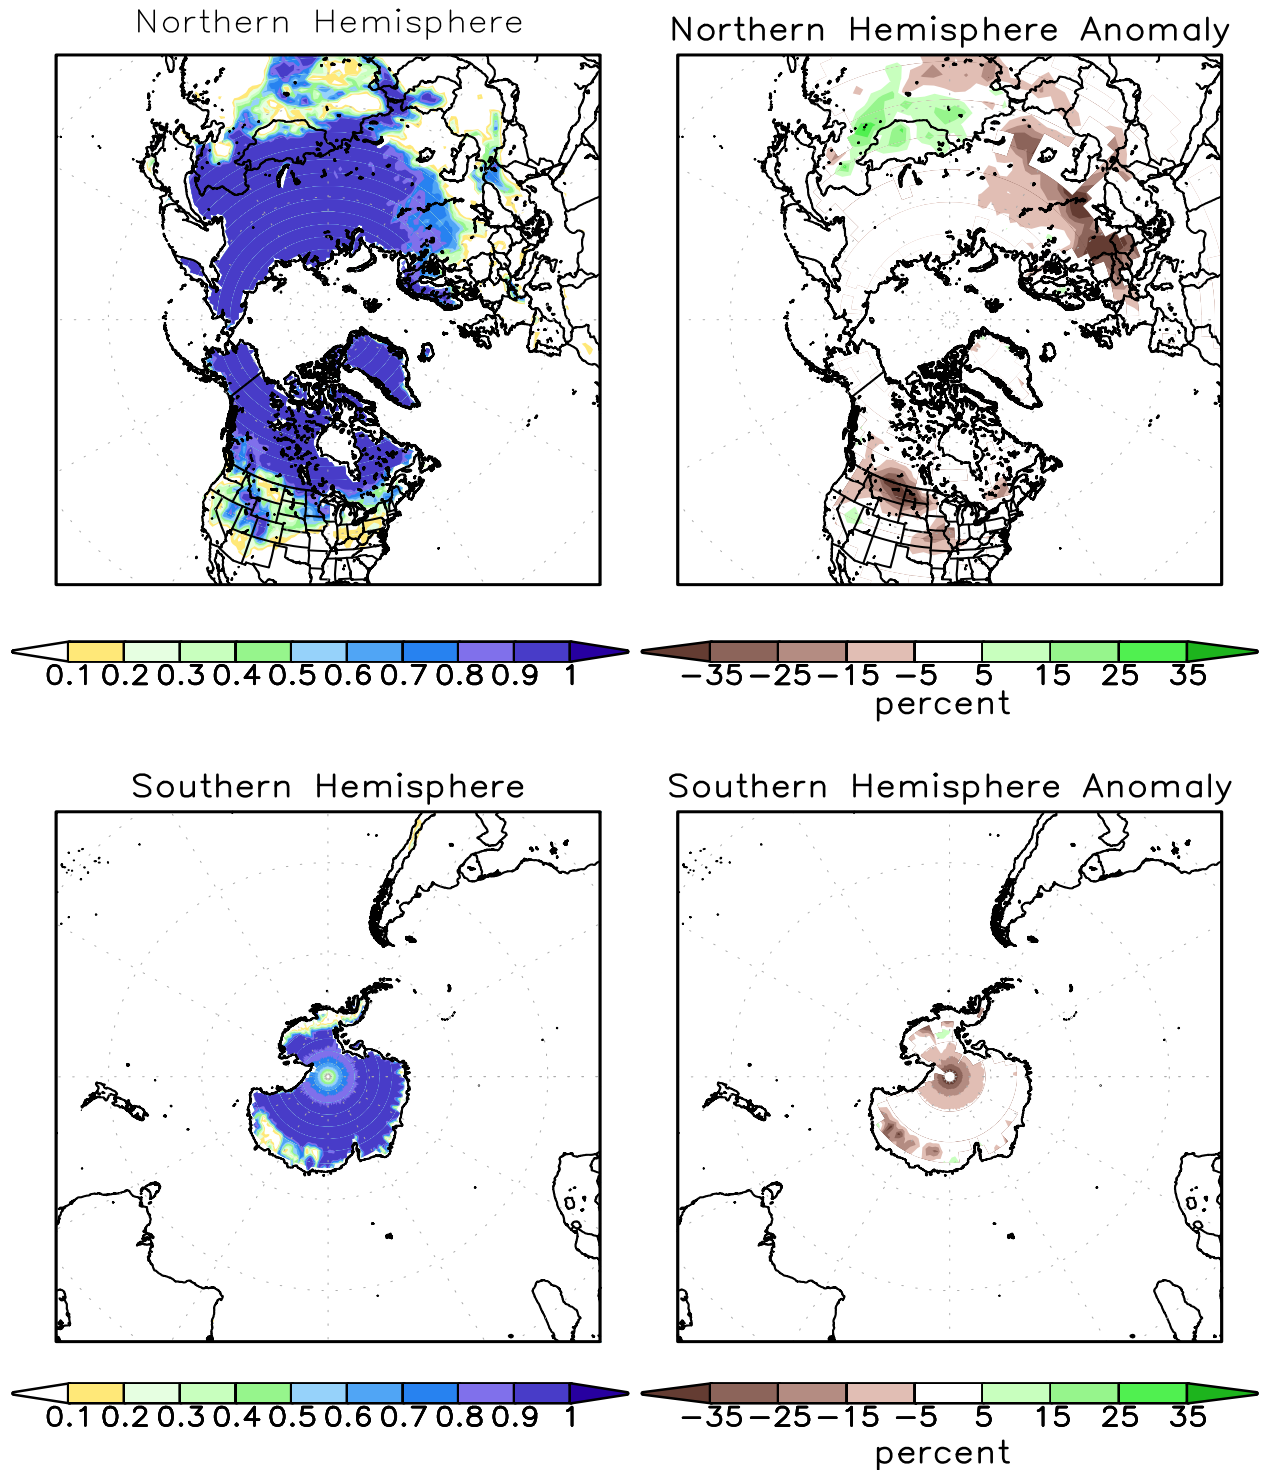 Northern Hemisphere
Northern Hemisphere Anomaly
0.1 0.2 0.3 0.4 0.5 0.6 0.7 0.8 0.9 1
-35 -25 -15 -5 5 15 25 35
percent
Southern Hemisphere
Southern Hemisphere Anomaly
0.1 0.2 0.3 0.4 0.5 0.6 0.7 0.8 0.9 1
-35 -25 -15 -5 5 15 25 35
percent